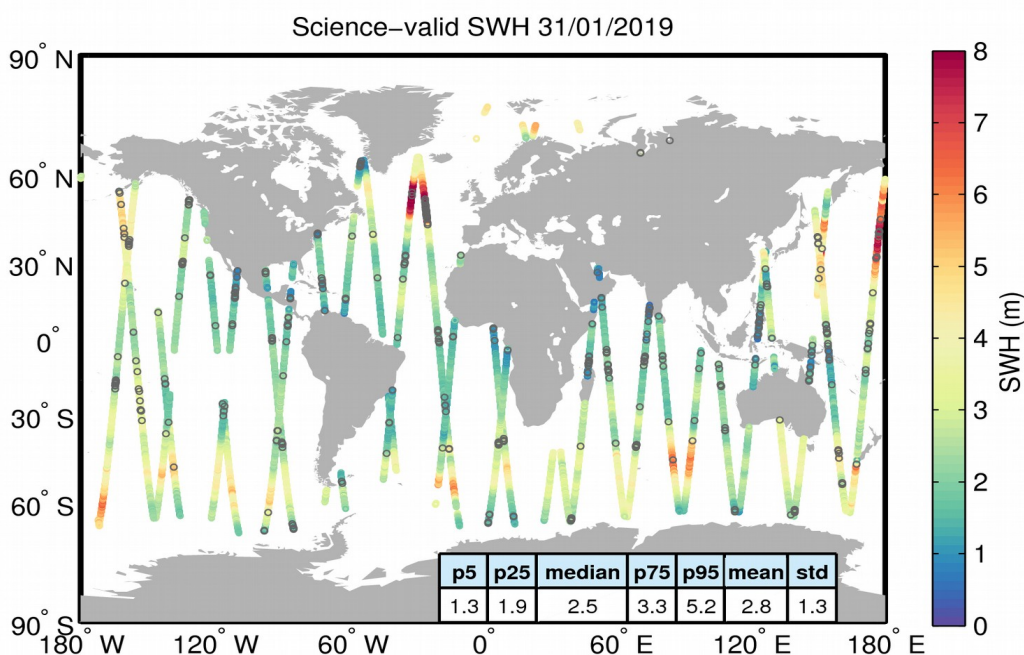 Science−valid SWH 31/01/2019
90° N
60° N
30° N
0°
30° S
60° S
90° S
180° W
120° W
60° W
0°
60° E
120° E
180° E
p5 p25 median p75 p95 mean std
1.3 1.9 2.5 3.3 5.2 2.8 1.3
8
7
6
5
4
3
2
1
0
SWH (m)